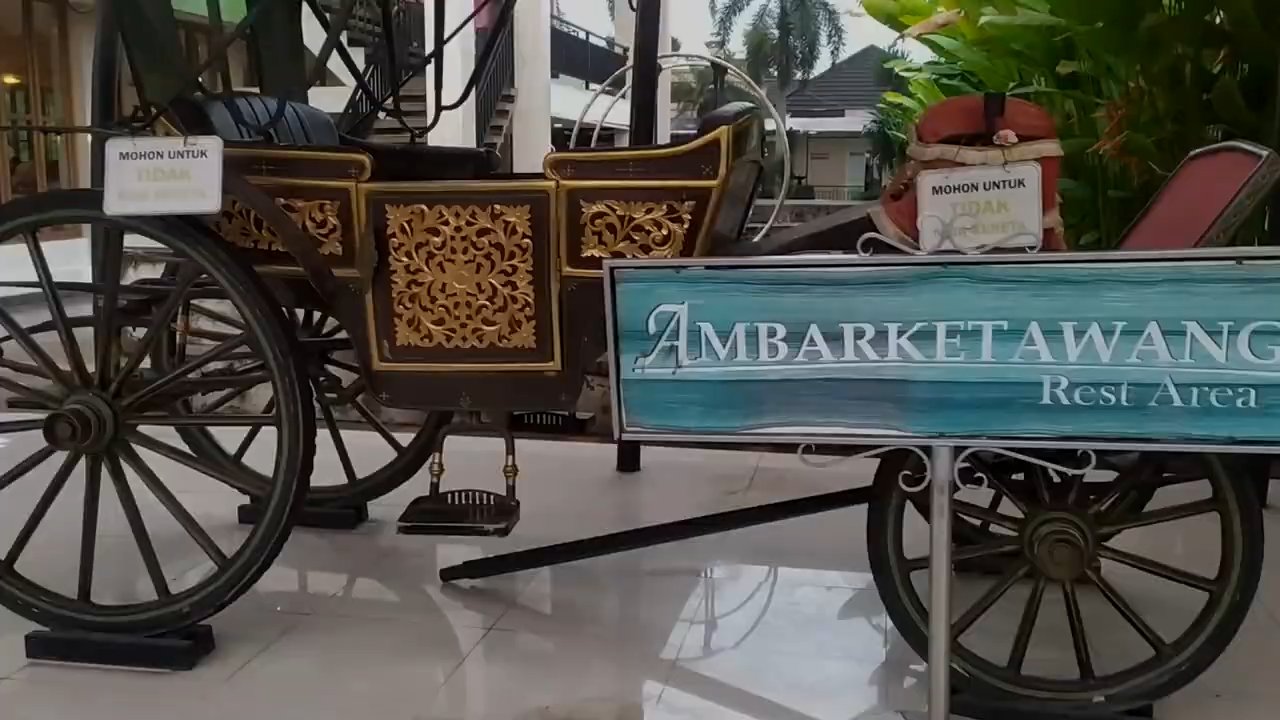 MOHON UNTUK
TIDAK
MOHON UNTUK
TIDAK
AMBARKETAWANG
Rest Area